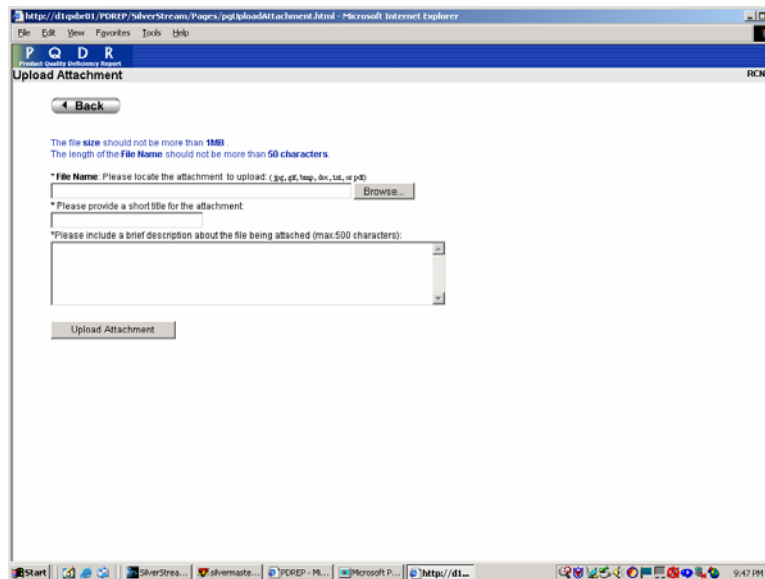 http://d1qxbr01/PDREP/SilverStream/Pages/pgUploadAttachment.html - Microsoft Internet Explorer
File Edit View Favorites Tools Help
P Q D R
Product Quality Deficiency Report
Upload Attachment RCN
Back
The file size should not be more than 1MB .
The length of the File Name should not be more than 50 characters.
* File Name: Please locate the attachment to upload: (jpg, gif, bmp, doc, txt, or pdf)
Browse...
* Please provide a short title for the attachment:
*Please include a brief description about the file being attached (max.500 characters):
Upload Attachment
Start SilverStrea... silvermaste... PDREP - Mi... Microsoft P... http://d1... 9:47 PM